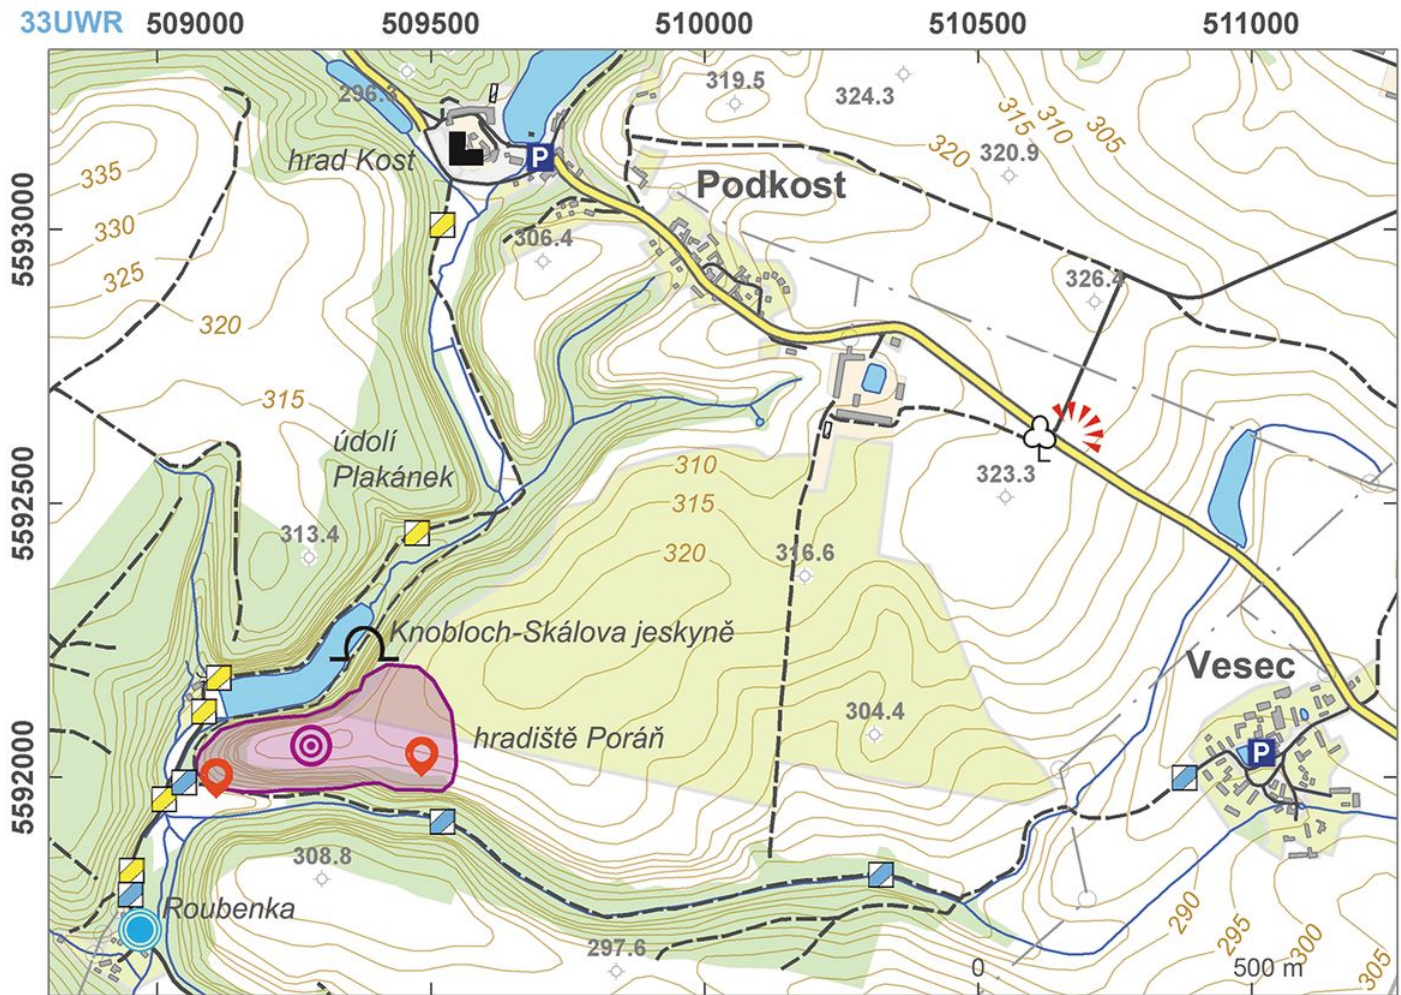 33UWR 509000 509500 510000 510500 511000
296.3
319.5
324.3
315
310
305
320
320.9
hrad Kost
P
Podkost
335
330
325
320
5593000
306.4
326.4
315
údolí
Plakánek
310
315
320
323.3
5592500
313.4
316.6
Knobloch-Skálova jeskyně
Vesec
304.4
hradiště Poráň
P
5592000
308.8
Roubenka
297.6
290
295
300
305
0 500 m